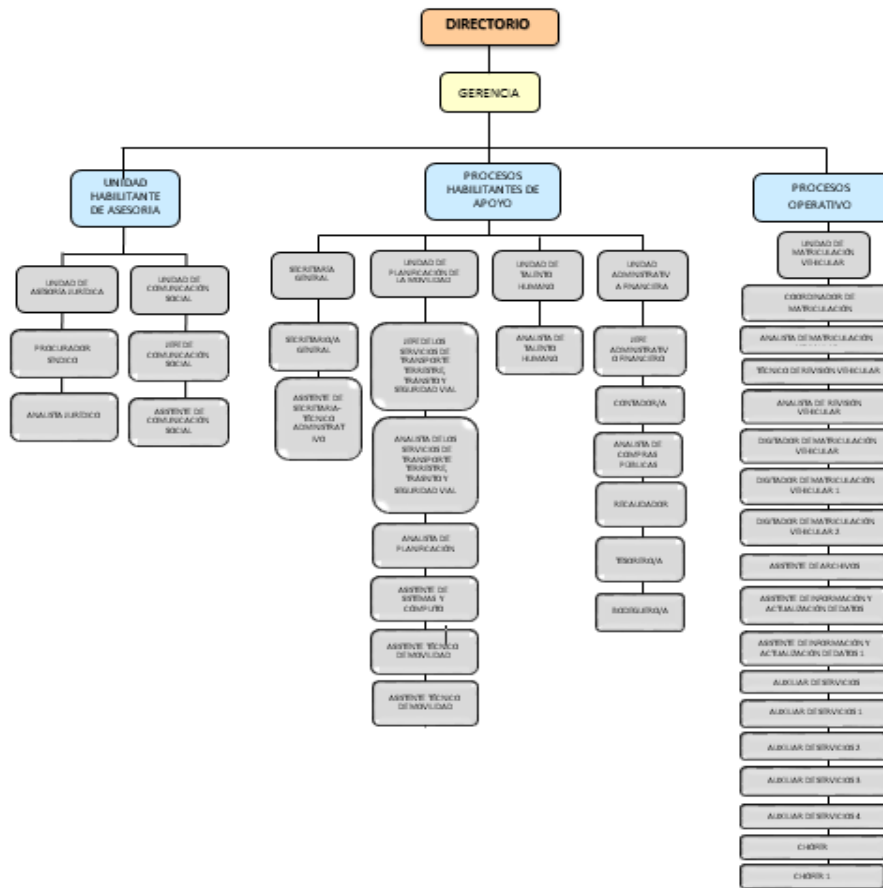 DIRECTORIO
GERENCIA
UNIDAD
HABILITANTE
DE ASESORIA
PROCESOS
HABILITANTES DE
APOYO
PROCESOS
OPERATIVO
UNIDAD DE
ASESORÍA JURÍDICA
PROCURADOR
SÍNDICO
ANALISTA JURÍDICO
UNIDAD DE
COMUNICACIÓN
SOCIAL
JEFE DE
COMUNICACIÓN
SOCIAL
ASISTENTE DE
COMUNICACIÓN
SOCIAL
SECRETARÍA
GENERAL
SECRETARIO/A
GENERAL
ASISTENTE DE
SECRETARIA-
TÉCNICO
ADMINISTRAT
IVO
UNIDAD DE
PLANIFICACIÓN DE
LA MOVILIDAD
JEFE DE LOS
SERVICIOS DE
TRANSPORTE
TERRESTRE,
TRÁNSITO Y
SEGURIDAD VIAL
ANALISTA DE LOS
SERVICIOS DE
TRANSPORTE
TERRESTRE,
TRÁNSITO Y
SEGURIDAD VIAL
ANALISTA DE
PLANIFICACIÓN
ASISTENTE DE
SISTEMAS Y
CÓMPUTO
ASISTENTE TÉCNICO
DE MOVILIDAD
ASISTENTE TÉCNICO
DE MOVILIDAD
UNIDAD DE
TALENTO
HUMANO
ANALISTA DE
TALENTO
HUMANO
UNIDAD
ADMINISTRATIV
A FINANCIERA
JEFE
ADMINISTRATIV
O FINANCIERO
CONTADOR/A
ANALISTA DE
COMPRAS
PÚBLICAS
RECAUDADOR
TESORERO/A
BODEGUERO/A
UNIDAD DE
MATRICULACIÓN
VEHICULAR
COORDINADOR DE
MATRICULACIÓN
ANALISTA DE MATRICULACIÓN
TÉCNICO DE REVISIÓN VEHICULAR
ANALISTA DE REVISIÓN
VEHICULAR
DIGITADOR DE MATRICULACIÓN
VEHICULAR
DIGITADOR DE MATRICULACIÓN
VEHICULAR 1
DIGITADOR DE MATRICULACIÓN
VEHICULAR 2
ASISTENTE DE ARCHIVOS
ASISTENTE DE INFORMACIÓN Y
ACTUALIZACIÓN DE DATOS
ASISTENTE DE INFORMACIÓN Y
ACTUALIZACIÓN DE DATOS 1
AUXILIAR DE SERVICIOS
AUXILIAR DE SERVICIOS 1
AUXILIAR DE SERVICIOS 2
AUXILIAR DE SERVICIOS 3
AUXILIAR DE SERVICIOS 4
CHOFER
CHOFER 1